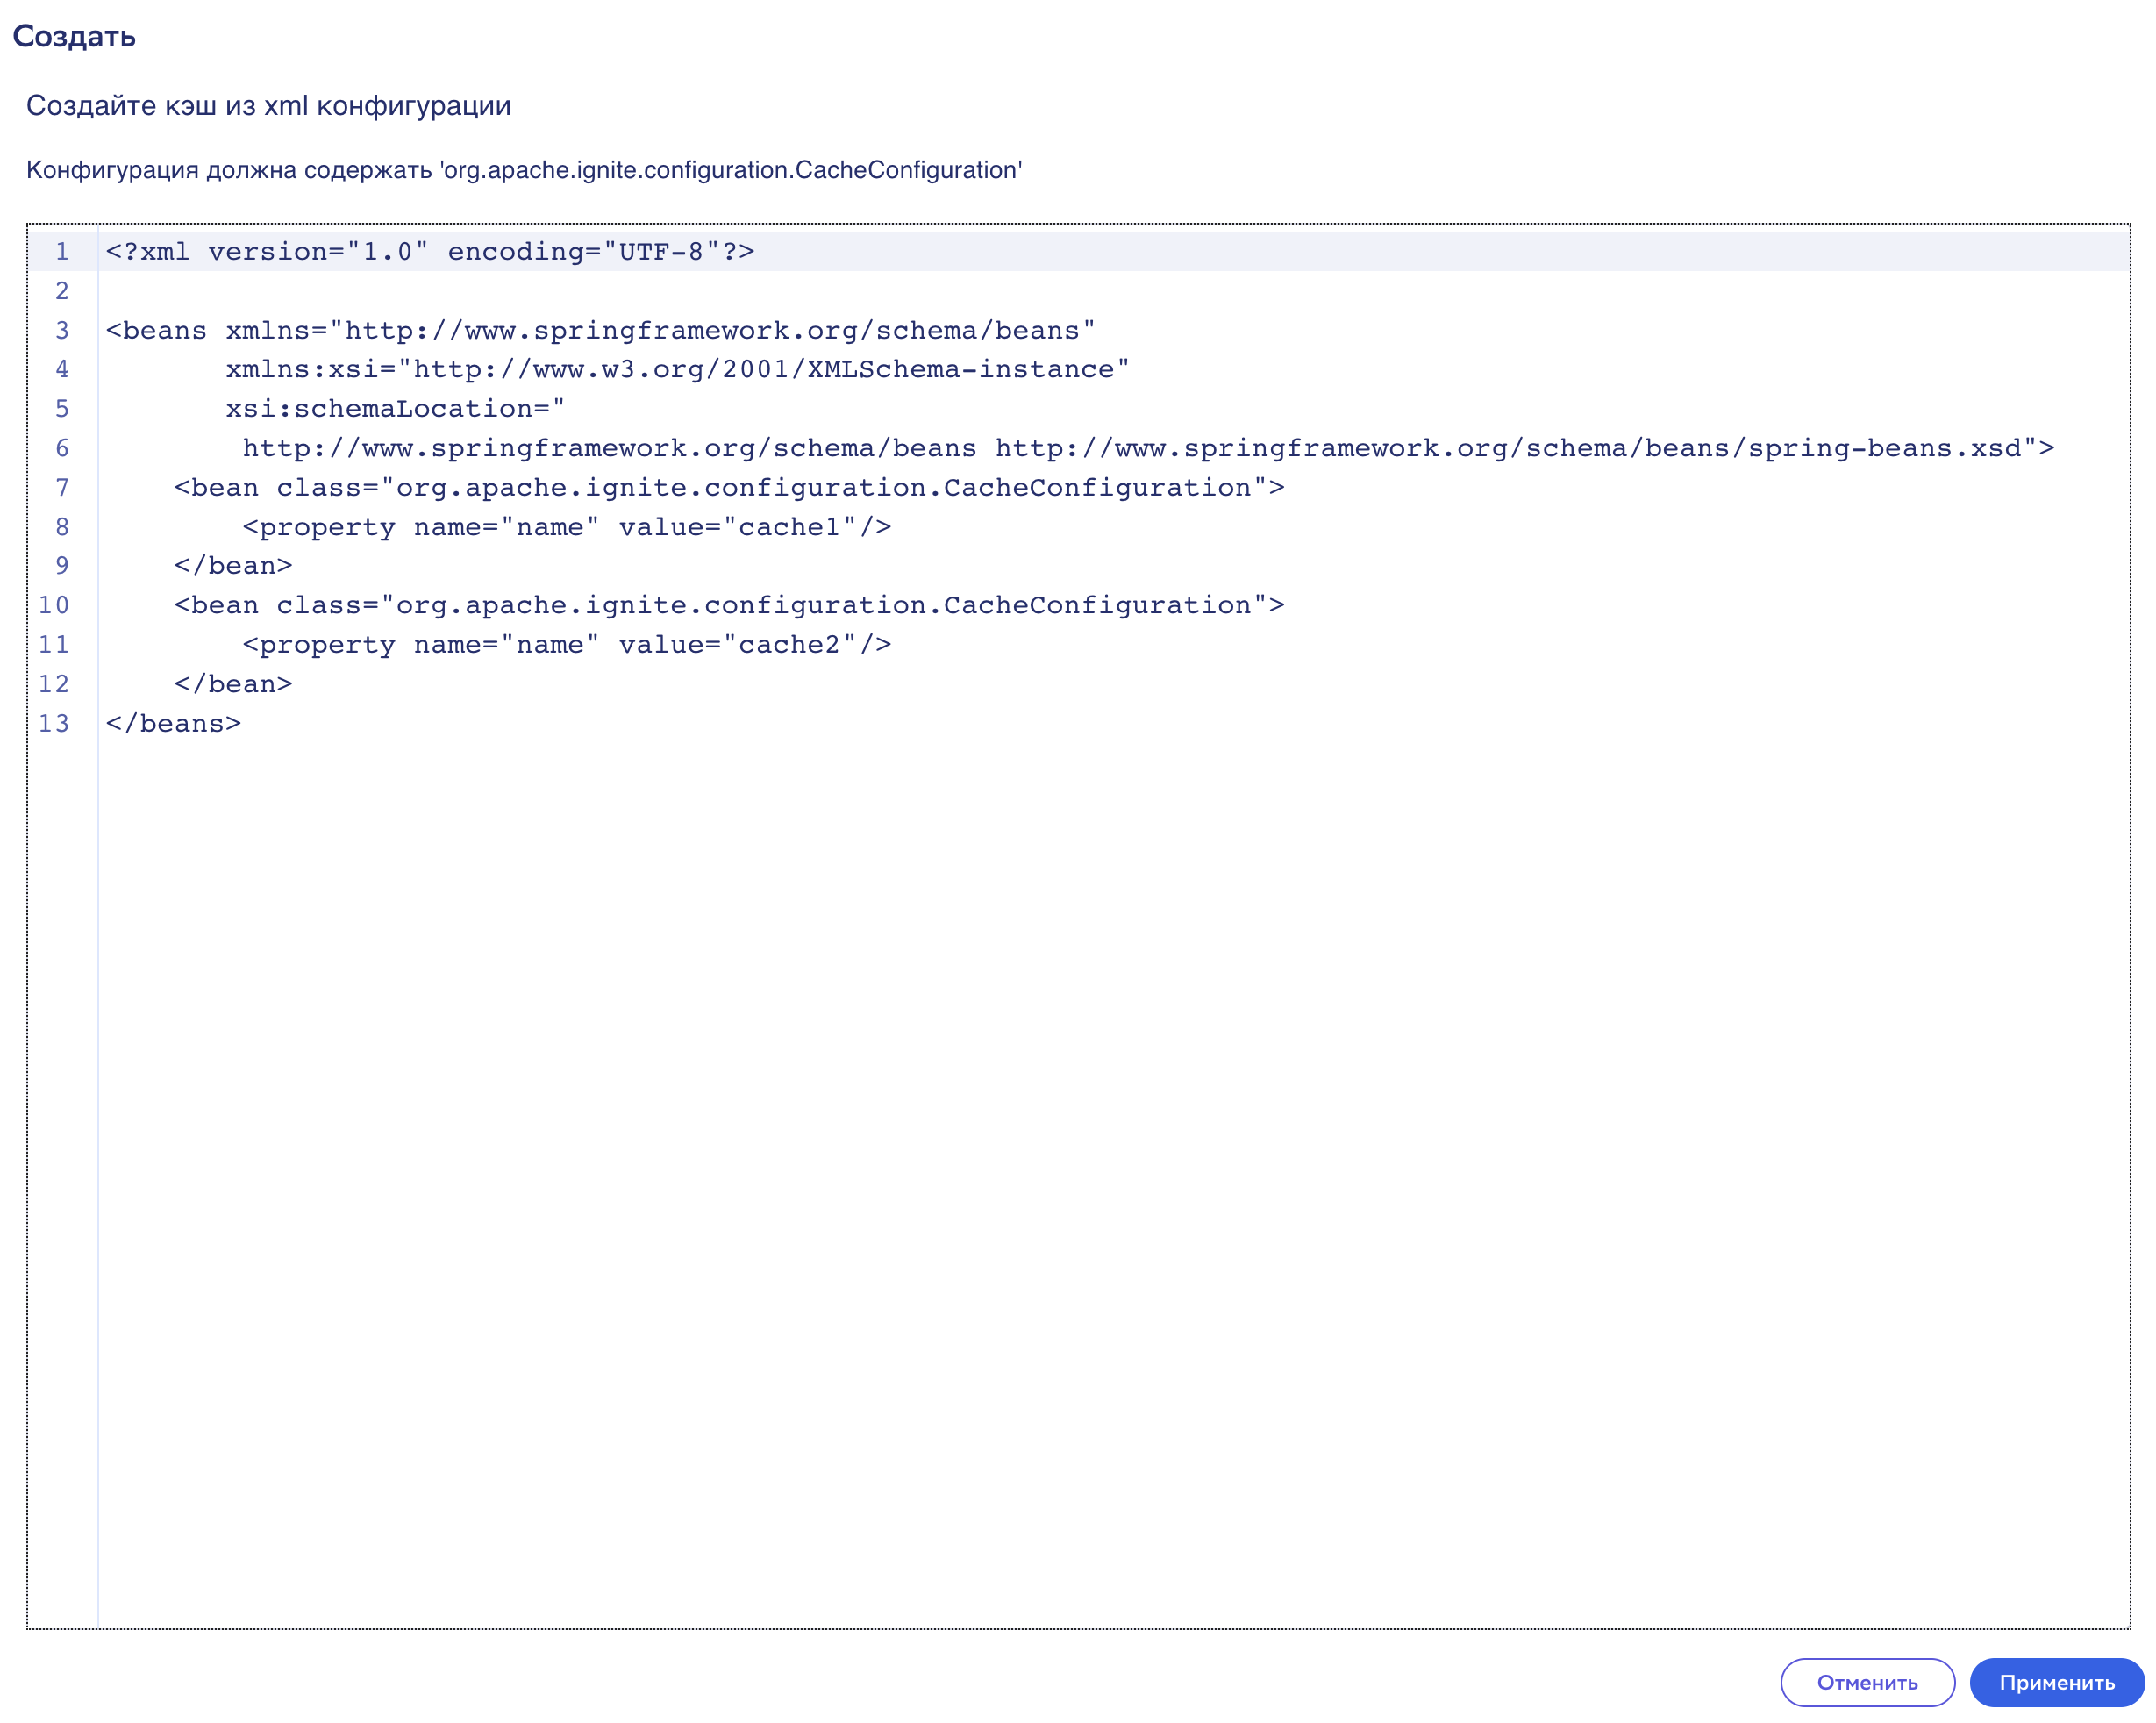 Создать
Создайте кэш из xml конфигурации
Конфигурация должна содержать 'org.apache.ignite.configuration.CacheConfiguration'
1 <?xml version="1.0" encoding="UTF-8"?>
2
3 <beans xmlns="http://www.springframework.org/schema/beans"
4        xmlns:xsi="http://www.w3.org/2001/XMLSchema-instance"
5        xsi:schemaLocation="
6         http://www.springframework.org/schema/beans http://www.springframework.org/schema/beans/spring-beans.xsd">
7     <bean class="org.apache.ignite.configuration.CacheConfiguration">
8         <property name="name" value="cache1"/>
9     </bean>
10     <bean class="org.apache.ignite.configuration.CacheConfiguration">
11         <property name="name" value="cache2"/>
12     </bean>
13 </beans>
Отменить Применить